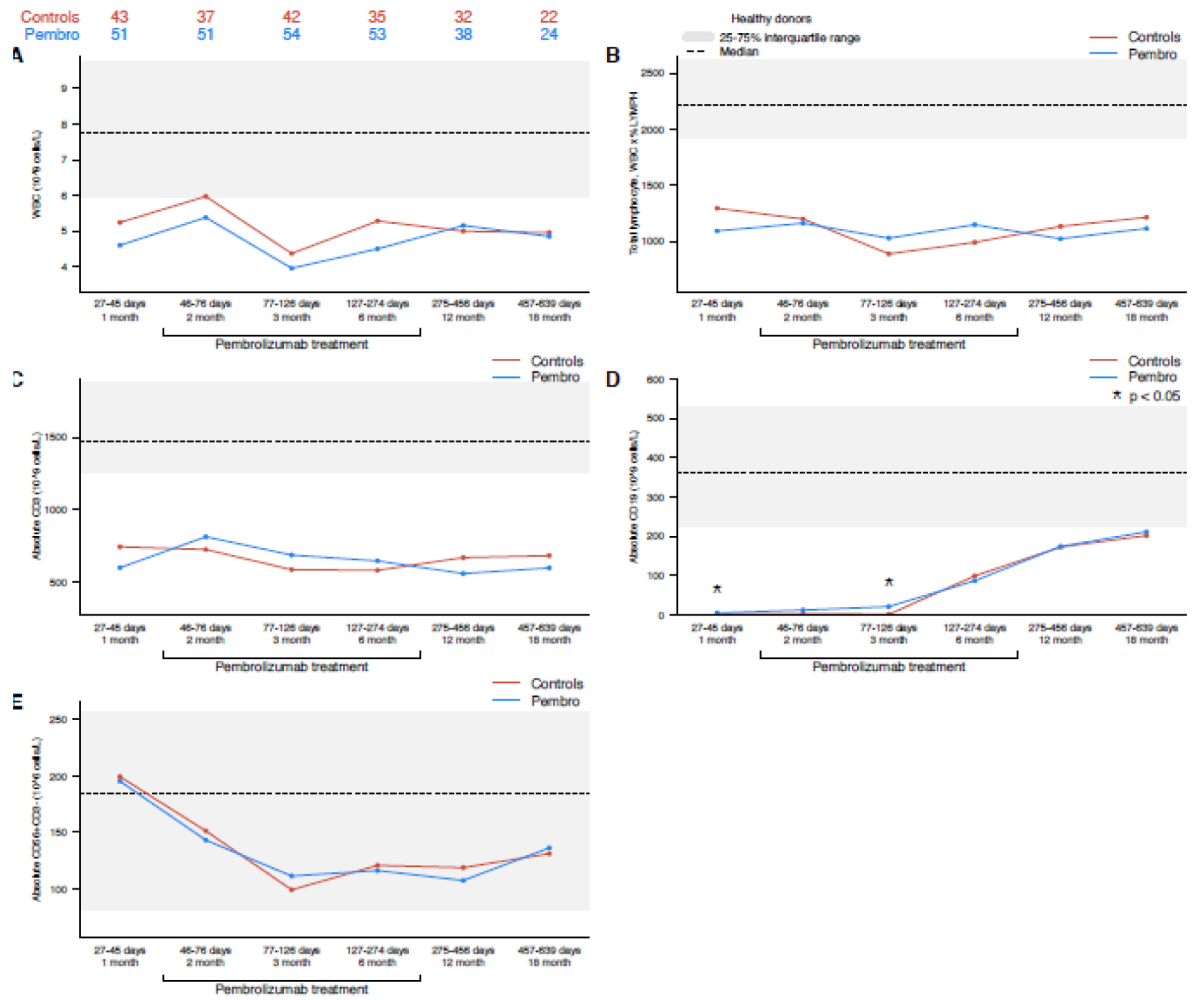 Controls 43 37 42 35 32 22
Pembro 51 51 54 53 38 24
A
WBC (10^9 cells/L)
9
8
7
6
5
4
27-45 days 46-76 days 77-126 days 127-274 days 275-456 days 457-639 days
1 month 2 month 3 month 6 month 12 month 18 month
Pembrolizumab treatment
Healthy donors
25-75% interquartile range
Median
Controls
Pembro
B
Total lymphocyte, WBC x % LYMPH
2500
2000
1500
1000
27-45 days 46-76 days 77-126 days 127-274 days 275-456 days 457-639 days
1 month 2 month 3 month 6 month 12 month 18 month
Pembrolizumab treatment
C
Controls
Pembro
Absolute CD3 (10^9 cells/L)
1500
1000
500
27-45 days 46-76 days 77-126 days 127-274 days 275-456 days 457-639 days
1 month 2 month 3 month 6 month 12 month 18 month
Pembrolizumab treatment
D
Controls
Pembro
* p < 0.05
Absolute CD19 (10^9 cells/L)
600
500
400
300
200
100
0
*
*
27-45 days 46-76 days 77-126 days 127-274 days 275-456 days 457-639 days
1 month 2 month 3 month 6 month 12 month 18 month
Pembrolizumab treatment
E
Controls
Pembro
Absolute CD56+CD3- (10^6 cells/L)
250
200
150
100
27-45 days 46-76 days 77-126 days 127-274 days 275-456 days 457-639 days
1 month 2 month 3 month 6 month 12 month 18 month
Pembrolizumab treatment